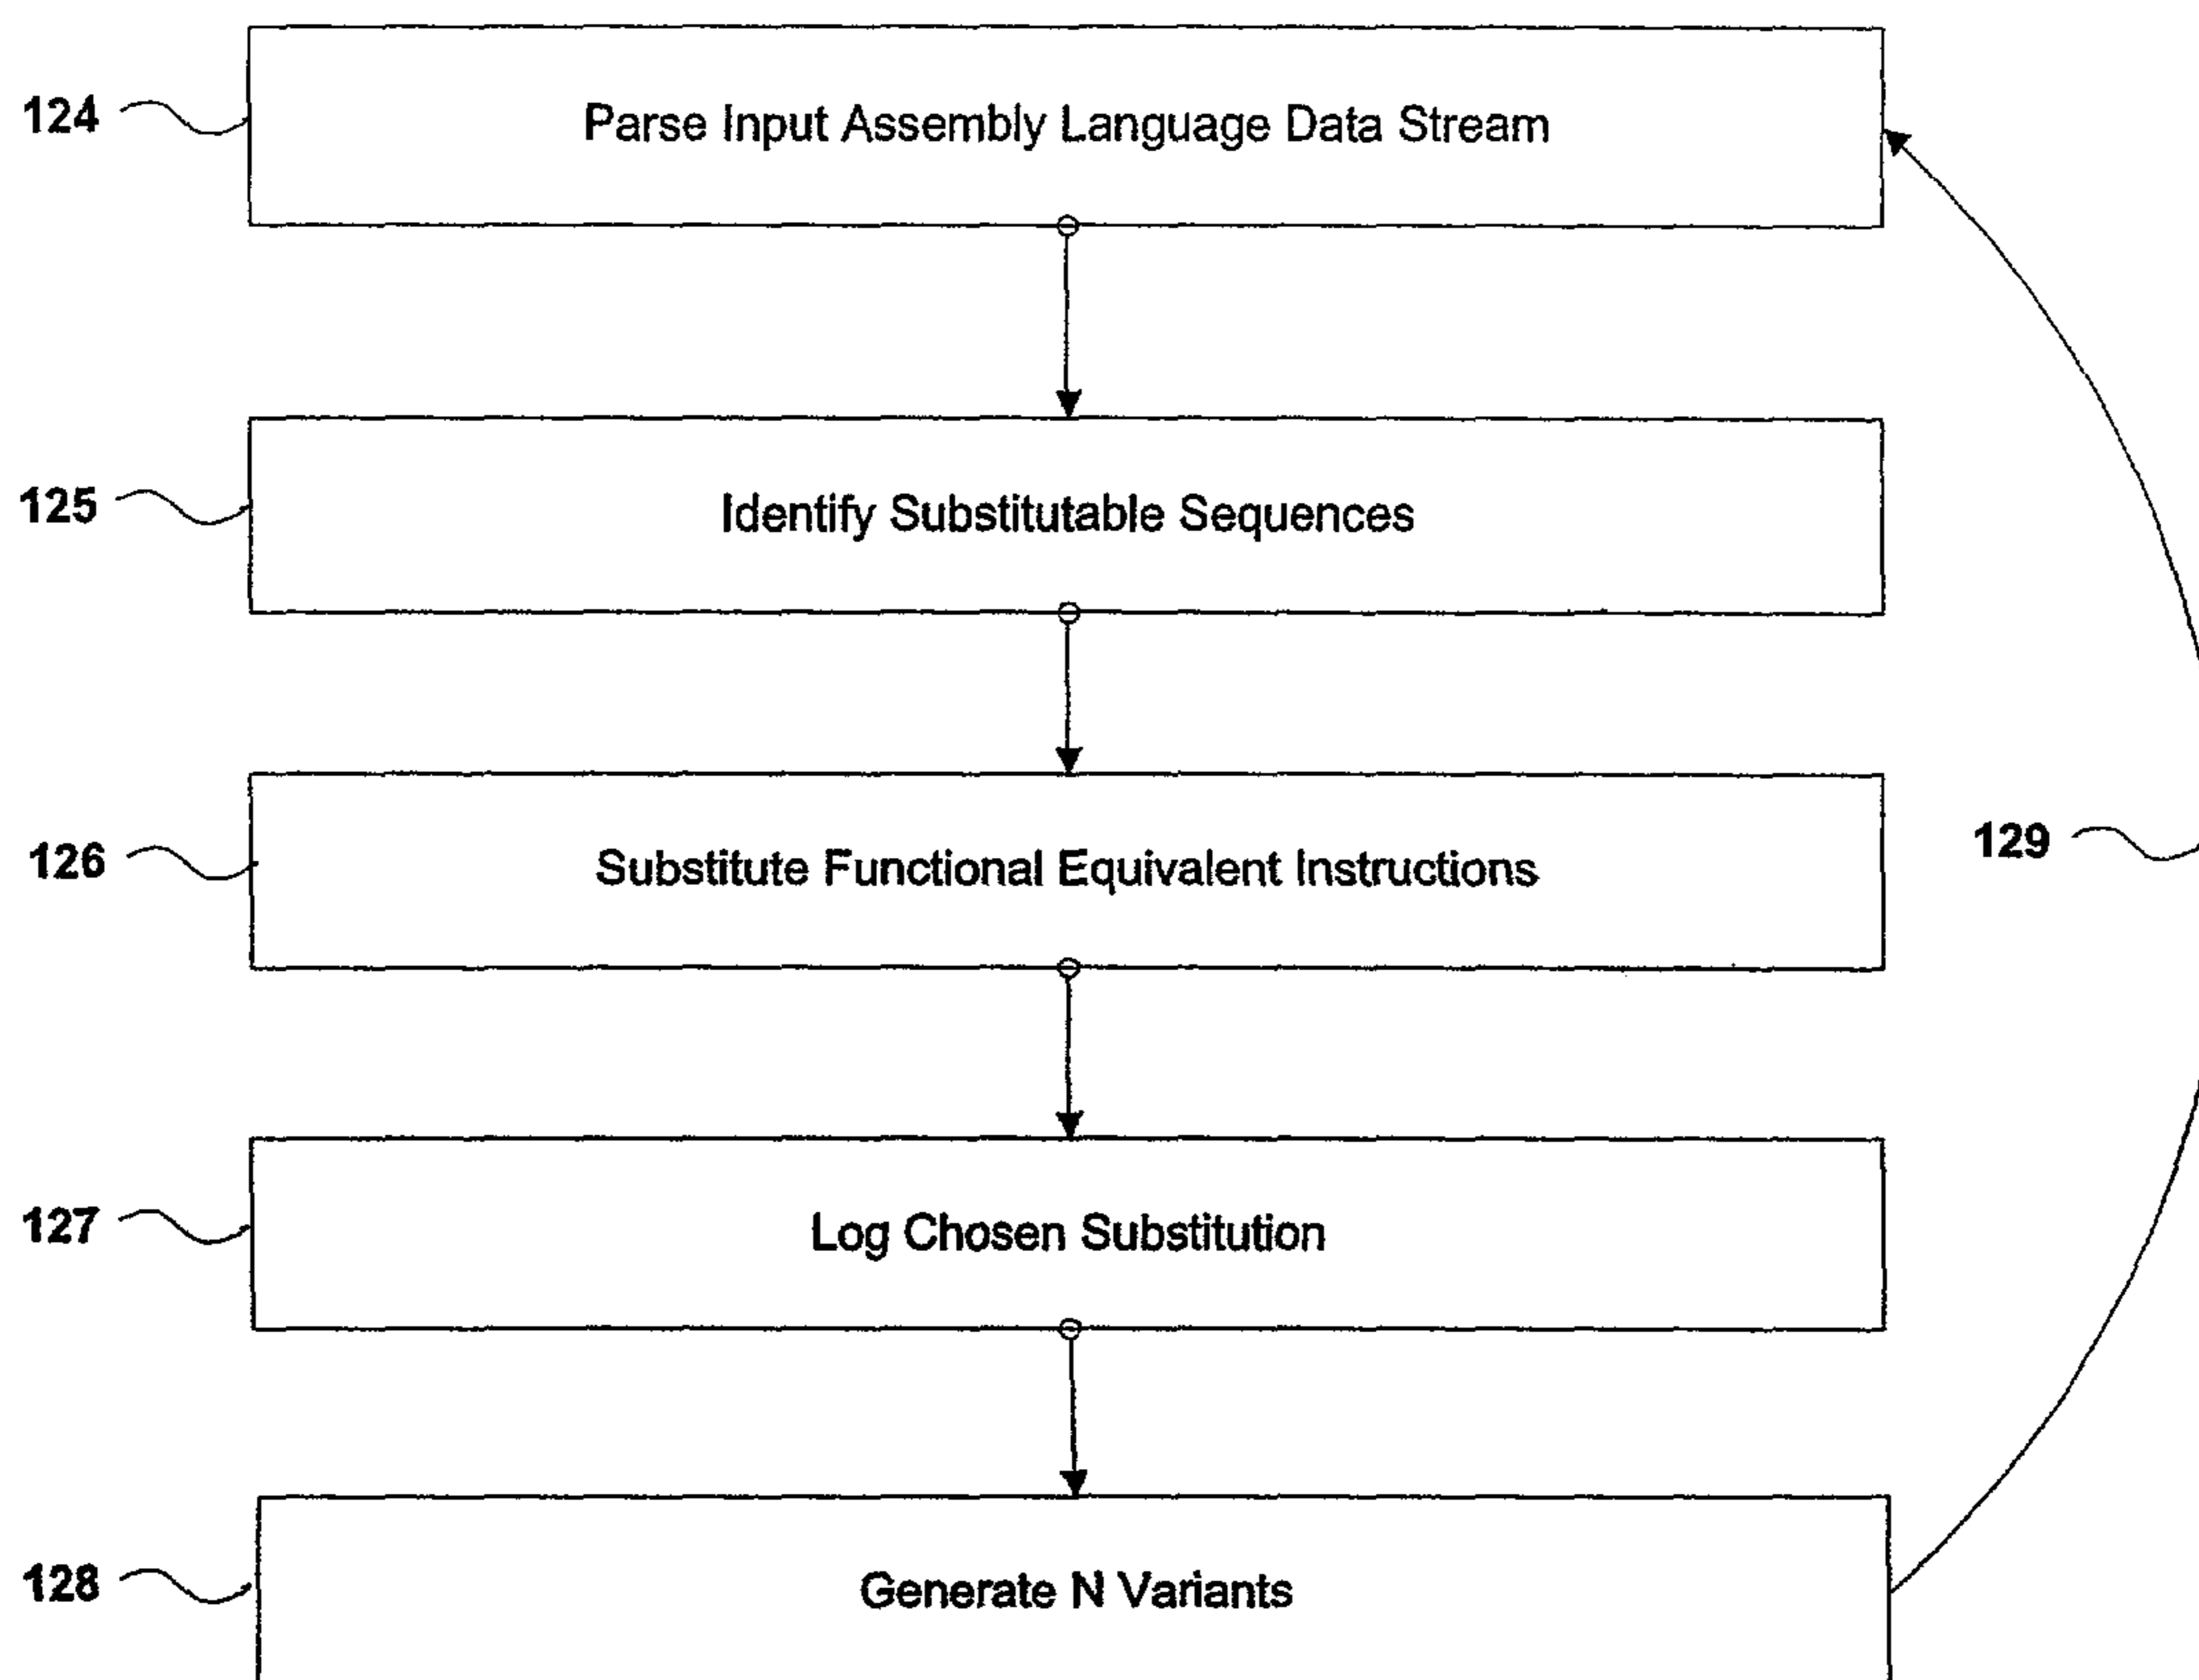 124
Parse Input Assembly Language Data Stream
125
Identify Substitutable Sequences
126
Substitute Functional Equivalent Instructions
129
127
Log Chosen Substitution
128
Generate N Variants